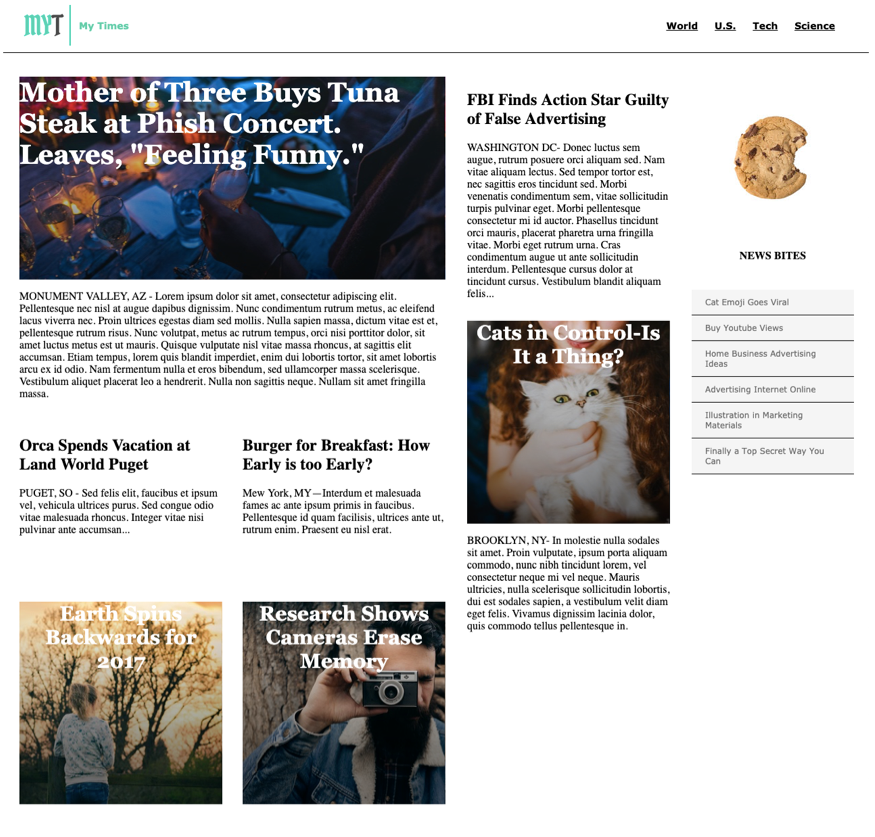 MYT
My Times
World U.S. Tech Science
Mother of Three Buys Tuna
Steak at Phish Concert.
Leaves, "Feeling Funny."
MONUMENT VALLEY, AZ - Lorem ipsum dolor sit amet, consectetur adipiscing elit.
Pellentesque nec nisl at augue dapibus dignissim. Nunc condimentum rutrum metus, ac eleifend
lacus viverra nec. Proin ultrices egestas diam sed mollis. Nulla sapien massa, dictum vitae est et,
pellentesque rutrum risus. Nunc volutpat, metus ac rutrum tempus, orci nisi porttitor dolor, sit
amet luctus metus est ut mauris. Quisque vulputate nisl vitae massa rhoncus, at sagittis elit
accumsan. Etiam tempus, lorem quis blandit imperdiet, enim dui lobortis tortor, sit amet lobortis
arcu ex id odio. Nam fermentum nulla et eros bibendum, sed ullamcorper massa scelerisque.
Vestibulum aliquet placerat leo a hendrerit. Nulla non sagittis neque. Nullam sit amet fringilla
massa.
Orca Spends Vacation at
Land World Puget
PUGET, SO - Sed felis elit, faucibus et ipsum
vel, vehicula ultrices purus. Sed congue odio
vitae malesuada rhoncus. Integer vitae nisi
pulvinar ante accumsan...
Burger for Breakfast: How
Early is too Early?
Mew York, MY—Interdum et malesuada
fames ac ante ipsum primis in faucibus.
Pellentesque id quam facilisis, ultrices ante ut,
rutrum enim. Praesent eu nisl erat.
Earth Spins
Backwards for
2017
Research Shows
Cameras Erase
Memory
FBI Finds Action Star Guilty
of False Advertising
WASHINGTON DC- Donec luctus sem
augue, rutrum posuere orci aliquam sed. Nam
vitae aliquam lectus. Sed tempor tortor est,
nec sagittis eros tincidunt sed. Morbi
venenatis condimentum sem, vitae sollicitudin
turpis pulvinar eget. Morbi pellentesque
consectetur mi id auctor. Phasellus tincidunt
orci mauris, placerat pharetra urna fringilla
vitae. Morbi eget rutrum urna. Cras
condimentum augue ut ante sollicitudin
interdum. Pellentesque cursus dolor at
tincidunt cursus. Vestibulum blandit aliquam
felis...
Cats in Control-Is
It a Thing?
BROOKLYN, NY- In molestie nulla sodales
sit amet. Proin vulputate, ipsum porta aliquam
commodo, nunc nibh tincidunt lorem, vel
consectetur neque mi vel neque. Mauris
ultricies, nulla scelerisque sollicitudin lobortis,
dui est sodales sapien, a vestibulum velit diam
eget felis. Vivamus dignissim lacinia dolor,
quis commodo tellus pellentesque in.
NEWS BITES
Cat Emoji Goes Viral
Buy Youtube Views
Home Business Advertising
Ideas
Advertising Internet Online
Illustration in Marketing
Materials
Finally a Top Secret Way You
Can